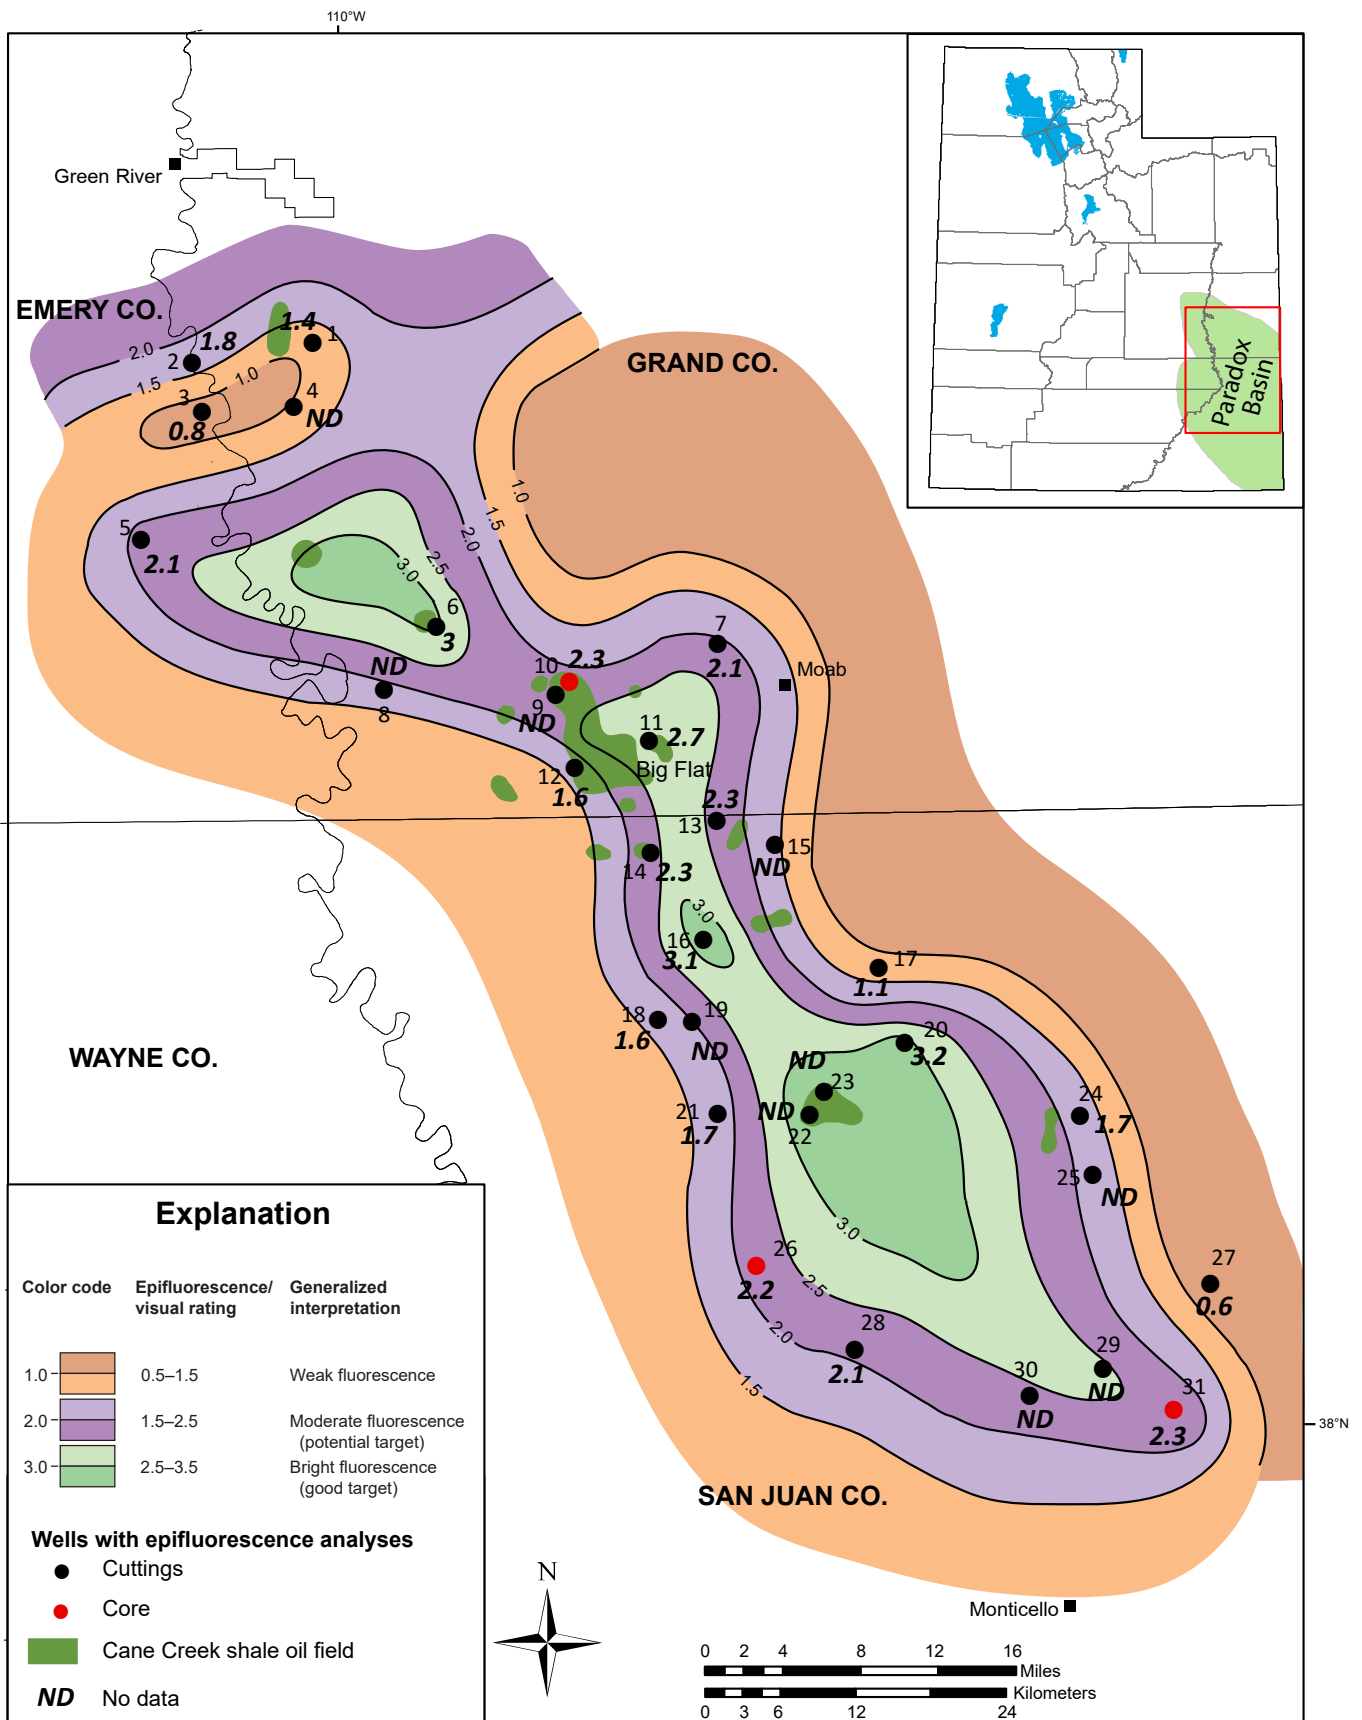 110°W
Green River
EMERY CO.
GRAND CO.
Paradox
Basin
2.0
1.8
1.4
1
2
1.5
1.0
3
4
0.8
ND
5
2.1
1.0
1.5
2.0
2.5
3.0
6
3
7
2.1
Moab
ND
8
10
2.3
9
ND
11
2.7
Big Flat
12
1.6
2.3
13
15
ND
14
2.3
3.0
16
3.1
17
1.1
18
1.6
19
ND
20
3.2
ND
23
ND
22
21
1.7
24
1.7
25
ND
WAYNE CO.
3.0
26
2.2
2.5
27
0.6
2.0
28
2.1
29
ND
30
ND
31
2.3
1.5
38°N
SAN JUAN CO.
Monticello
Explanation
Color code Epifluorescence/ visual rating Generalized interpretation
1.0 0.5–1.5 Weak fluorescence
2.0 1.5–2.5 Moderate fluorescence
(potential target)
3.0 2.5–3.5 Bright fluorescence
(good target)
Wells with epifluorescence analyses
Cuttings
Core
Cane Creek shale oil field
ND No data
N
0 2 4 8 12 16
Miles
Kilometers
0 3 6 12 24